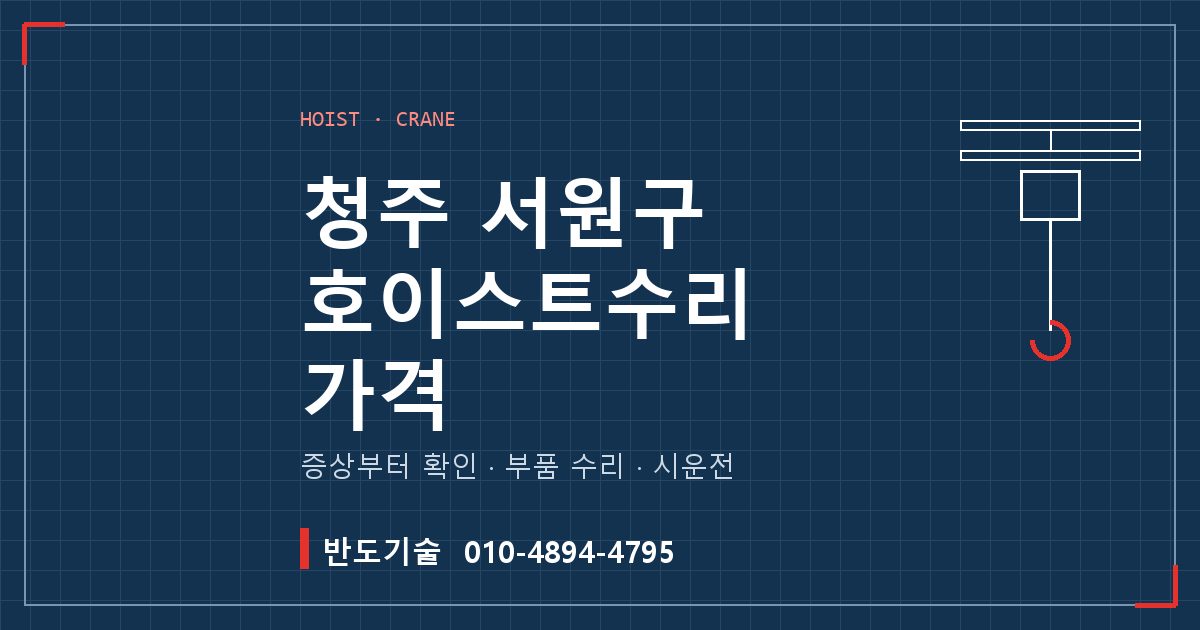 HOIST · CRANE
청주 서원구
호이스트수리
가격
증상부터 확인 · 부품 수리 · 시운전
반도기술 010-4894-4795